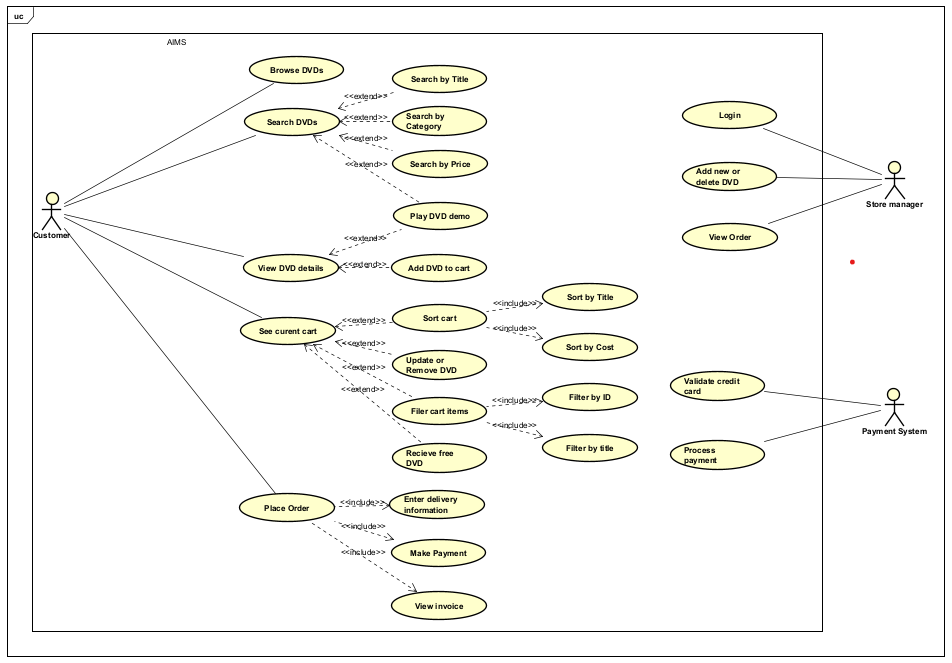 uc
AIMS
Browse DVDs
Search by Title
<<extend>>
Search DVDs
<<extend>>
Search by
Category
<<extend>>
Search by Price
<<extend>>
Login
Add new or
delete DVD
Store manager
View Order
Customer
Play DVD demo
<<extend>>
View DVD details
<<extend>>
Add DVD to cart
See curent cart
<<extend>>
Sort cart
<<include>>
Sort by Title
<<include>>
Sort by Cost
<<extend>>
Update or
Remove DVD
<<extend>>
Filer cart items
<<extend>>
<<include>>
Filter by ID
<<include>>
Filter by title
Recieve free
DVD
Validate credit
card
Payment System
Process
payment
Place Order
<<include>>
Enter delivery
information
<<include>>
Make Payment
<<include>>
View invoice